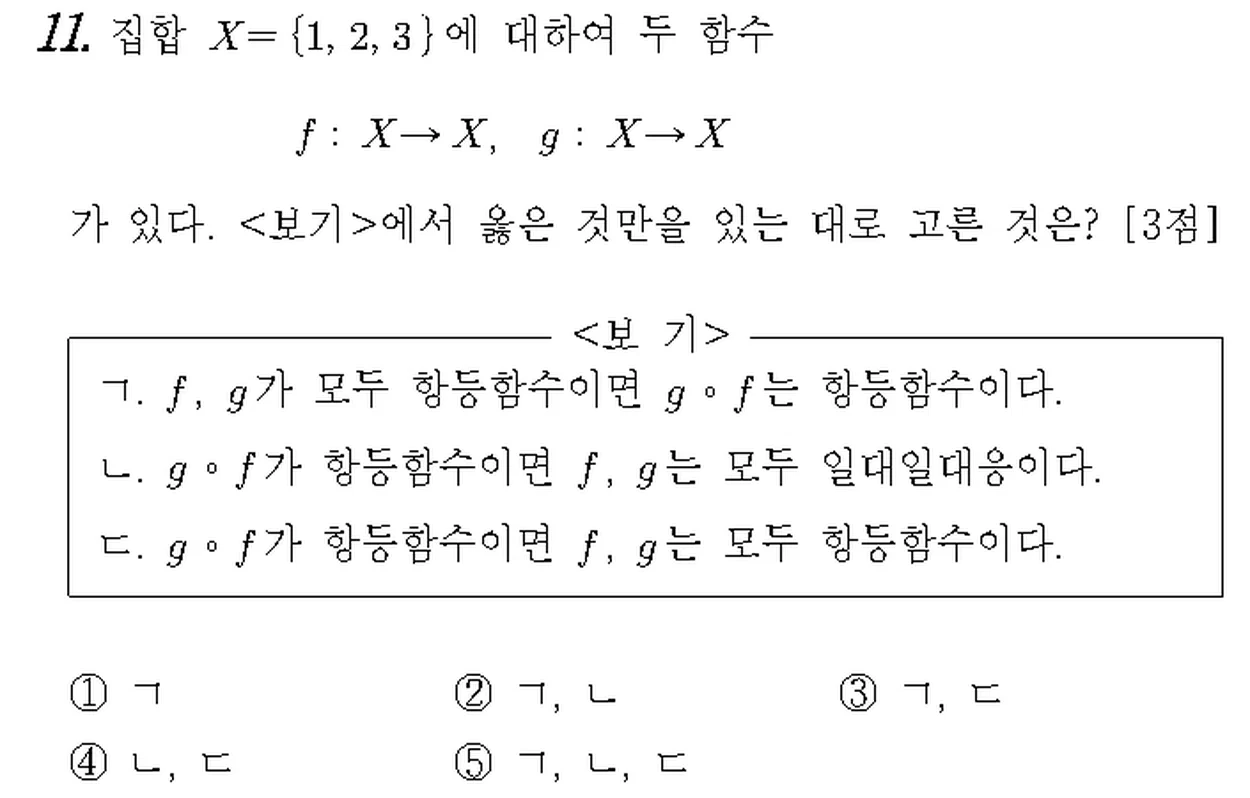 11. 집합 X={1, 2, 3}에 대하여 두 함수
f : X→X, g : X→X
가 있다. <보기>에서 옳은 것만을 있는 대로 고른 것은? [3점]
<보 기>
ㄱ. f, g가 모두 항등함수이면 g∘f는 항등함수이다.
ㄴ. g∘f가 항등함수이면 f, g는 모두 일대일대응이다.
ㄷ. g∘f가 항등함수이면 f, g는 모두 항등함수이다.
① ㄱ ② ㄱ, ㄴ ③ ㄱ, ㄷ
④ ㄴ, ㄷ ⑤ ㄱ, ㄴ, ㄷ